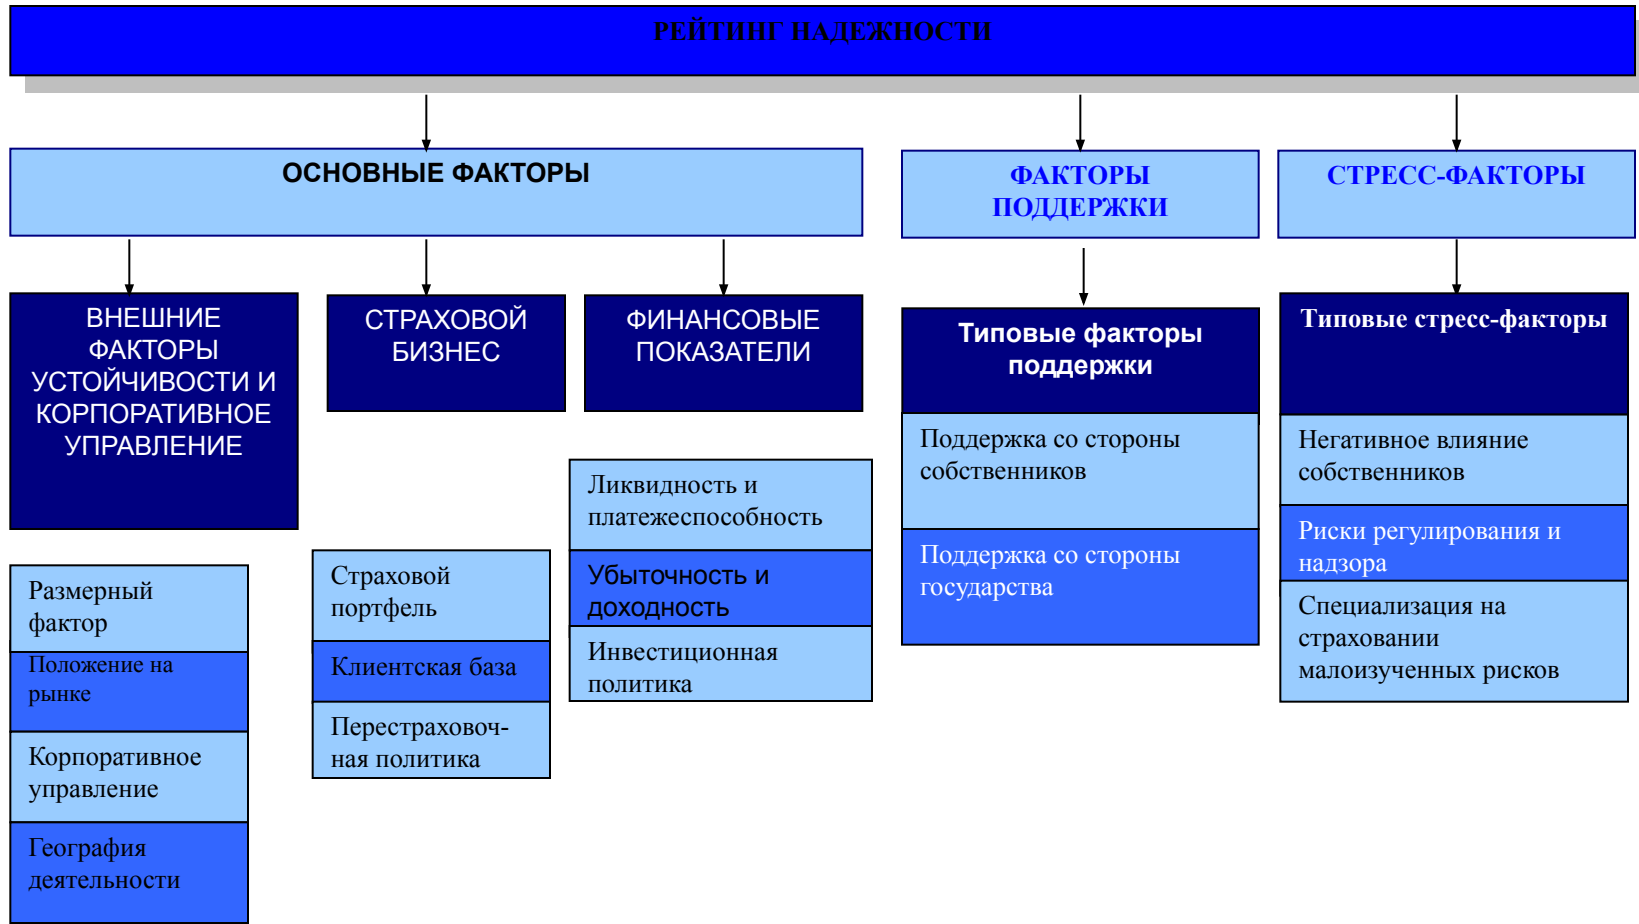 РЕЙТИНГ НАДЕЖНОСТИ
ОСНОВНЫЕ ФАКТОРЫ
ФАКТОРЫ
ПОДДЕРЖКИ
СТРЕСС-ФАКТОРЫ
ВНЕШНИЕ
ФАКТОРЫ
УСТОЙЧИВОСТИ И
КОРПОРАТИВНОЕ
УПРАВЛЕНИЕ
СТРАХОВОЙ
БИЗНЕС
ФИНАНСОВЫЕ
ПОКАЗАТЕЛИ
Типовые факторы
поддержки
Типовые стресс-факторы
Размерный
фактор
Положение на
рынке
Корпоративное
управление
География
деятельности
Страховой
портфель
Клиентская база
Перестраховоч-
ная политика
Ликвидность и
платежеспособность
Убыточность и
доходность
Инвестиционная
политика
Поддержка со стороны
собственников
Поддержка со стороны
государства
Негативное влияние
собственников
Риски регулирования и
надзора
Специализация на
страховании
малоизученных рисков